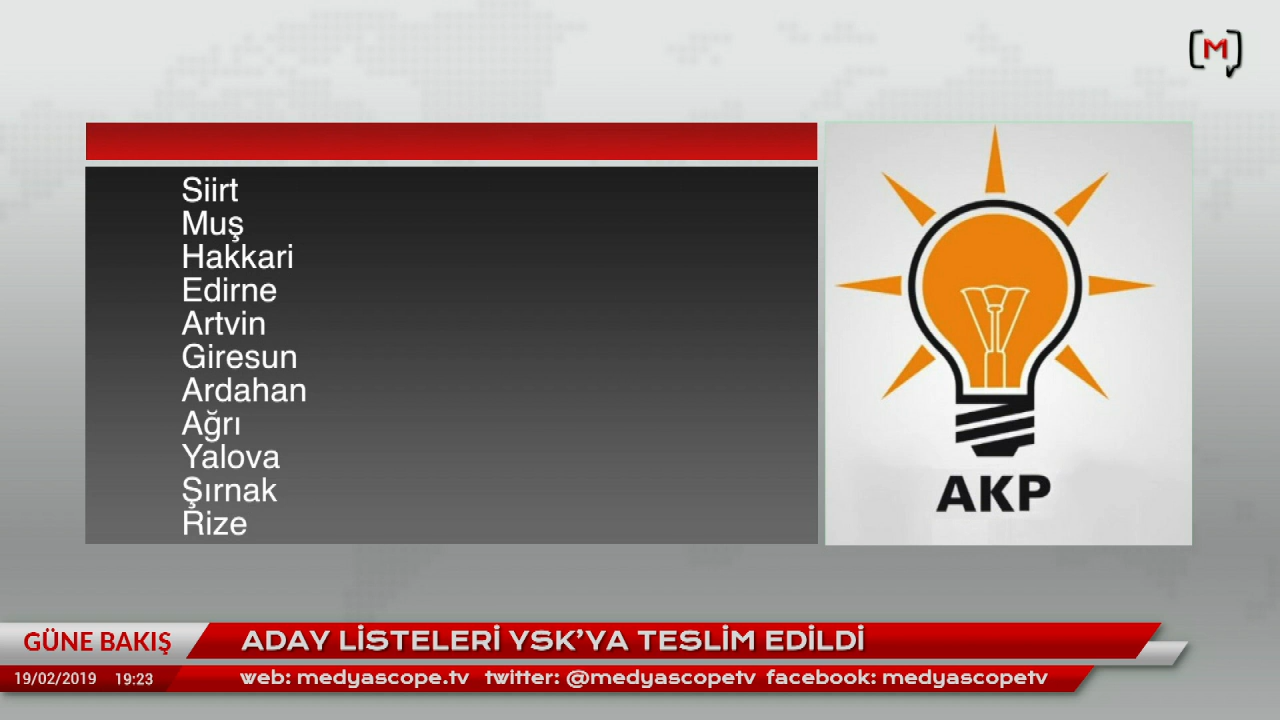 [M]
Siirt
Muş
Hakkari
Edirne
Artvin
Giresun
Ardahan
Ağrı
Yalova
Şırnak
Rize
AKP
GÜNE BAKIŞ
ADAY LİSTELERİ YSK'YA TESLİM EDİLDİ
19/02/2019 19:23
web: medyascope.tv twitter: @medyascopetv facebook: medyascopetv